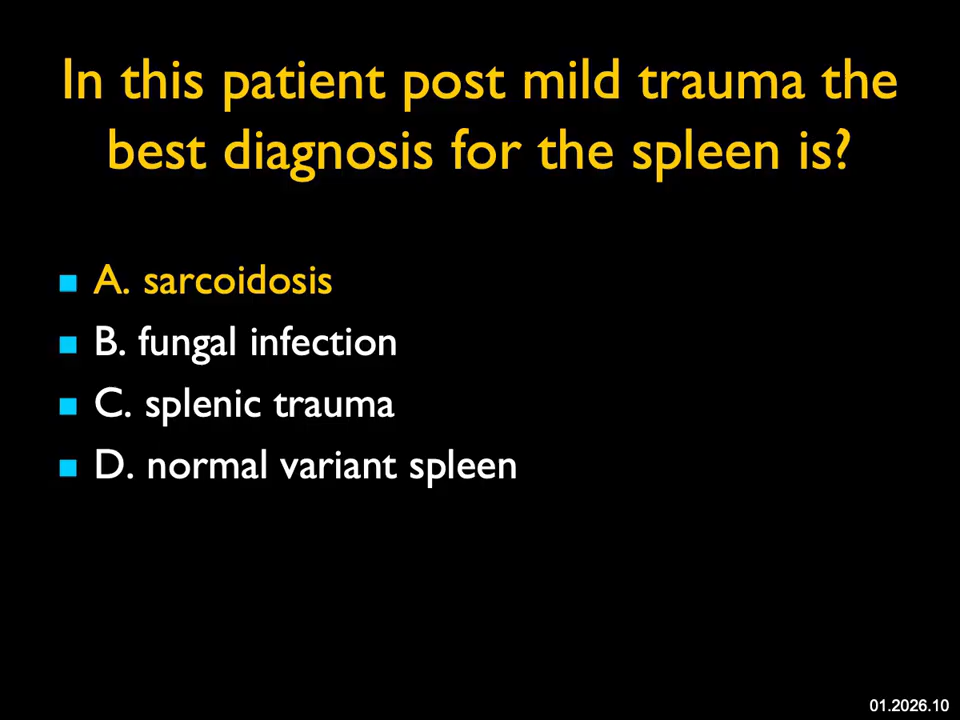 In this patient post mild trauma the
best diagnosis for the spleen is?
A. sarcoidosis
B. fungal infection
C. splenic trauma
D. normal variant spleen
01.2026.10